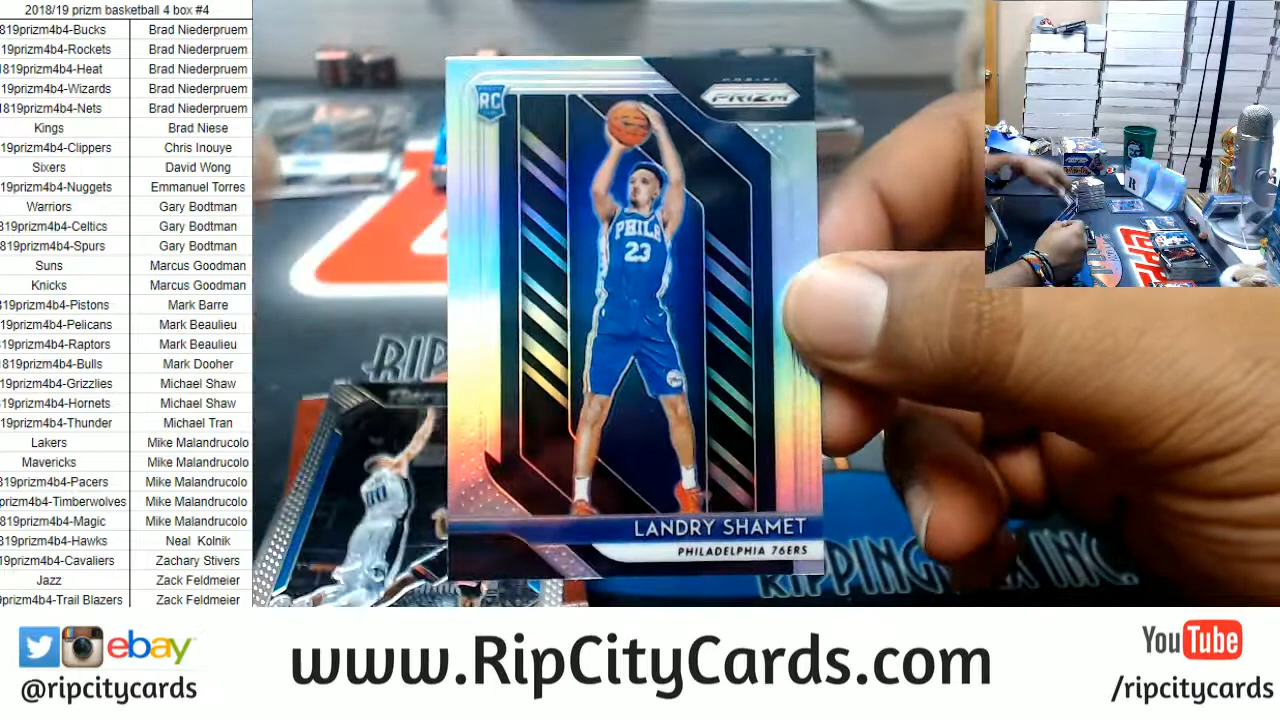 2018/19 prizm basketball 4 box #4
819prizm4b4-Bucks Brad Niederpruem
19prizm4b4-Rockets Brad Niederpruem
1819prizm4b4-Heat Brad Niederpruem
19prizm4b4-Wizards Brad Niederpruem
1819prizm4b4-Nets Brad Niederpruem
Kings Brad Niese
19prizm4b4-Clippers Chris Inouye
Sixers David Wong
19prizm4b4-Nuggets Emmanuel Torres
Warriors Gary Bodtman
819prizm4b4-Celtics Gary Bodtman
819prizm4b4-Spurs Gary Bodtman
Suns Marcus Goodman
Knicks Marcus Goodman
819prizm4b4-Pistons Mark Barre
19prizm4b4-Pelicans Mark Beaulieu
19prizm4b4-Raptors Mark Beaulieu
1819prizm4b4-Bulls Mark Dooher
19prizm4b4-Grizzlies Michael Shaw
19prizm4b4-Hornets Michael Shaw
19prizm4b4-Thunder Michael Tran
Lakers Mike Malandrucolo
Mavericks Mike Malandrucolo
819prizm4b4-Pacers Mike Malandrucolo
prizm4b4-Timberwolves Mike Malandrucolo
819prizm4b4-Magic Mike Malandrucolo
819prizm4b4-Hawks Neal Kolnik
19prizm4b4-Cavaliers Zachary Stivers
Jazz Zack Feldmeier
prizm4b4-Trail Blazers Zack Feldmeier
RC
PRIZM
PHILA
23
LANDRY SHAMET
PHILADELPHIA 76ERS
RIP
RIPPING INC.
ebay
@ripcitycards
www.RipCityCards.com
YouTube
/ripcitycards